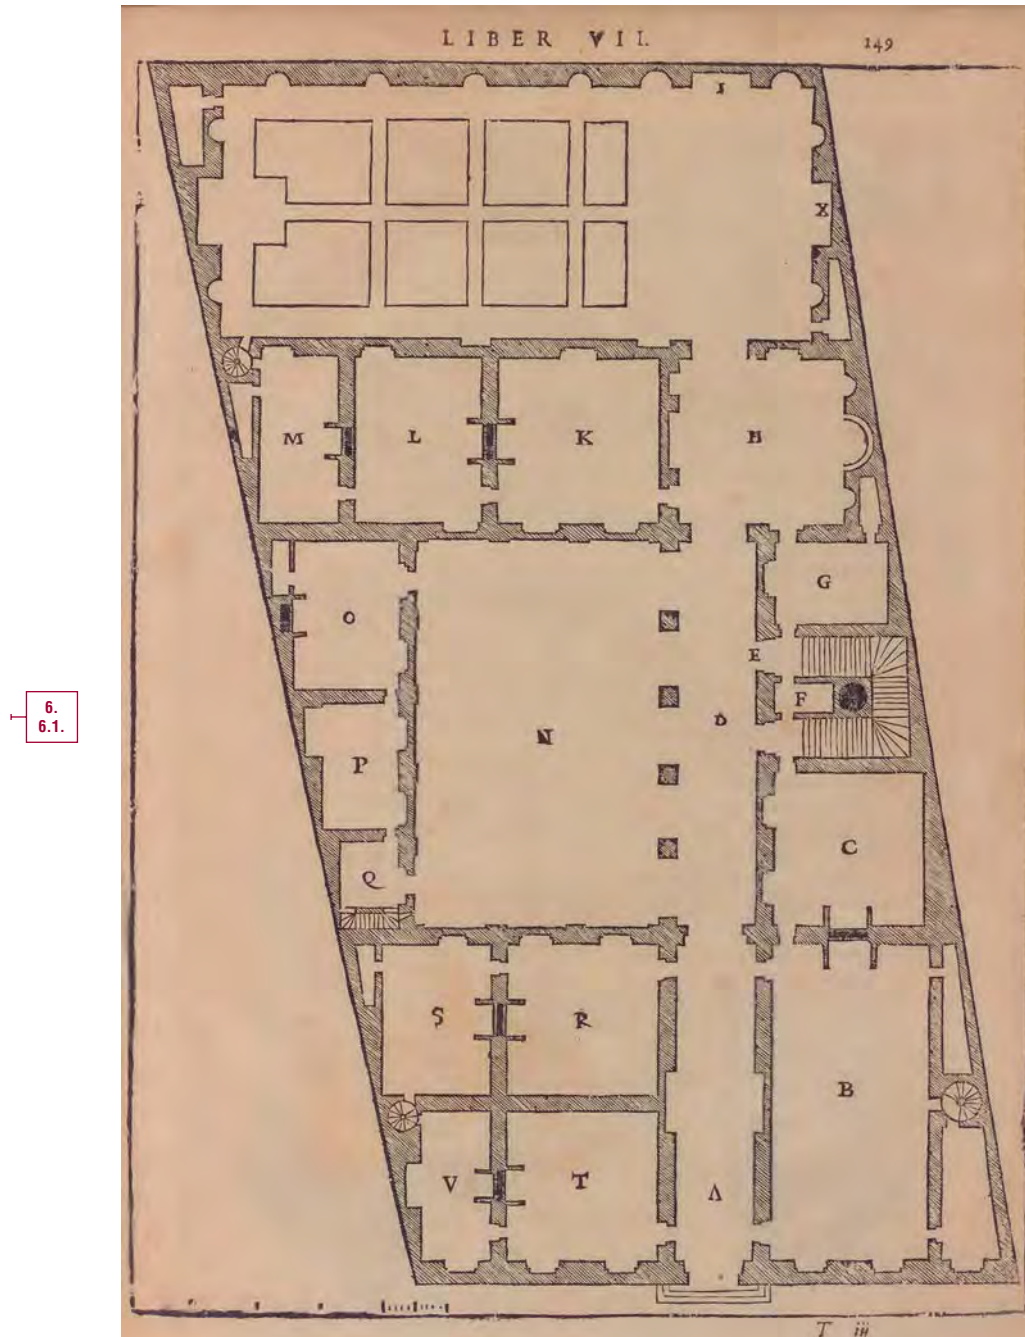 LIBER VII. 149
I
X
M L K H
O G
E
F
N D
P
C
Q
S R
B
V T A
T iii
6.
6.1.